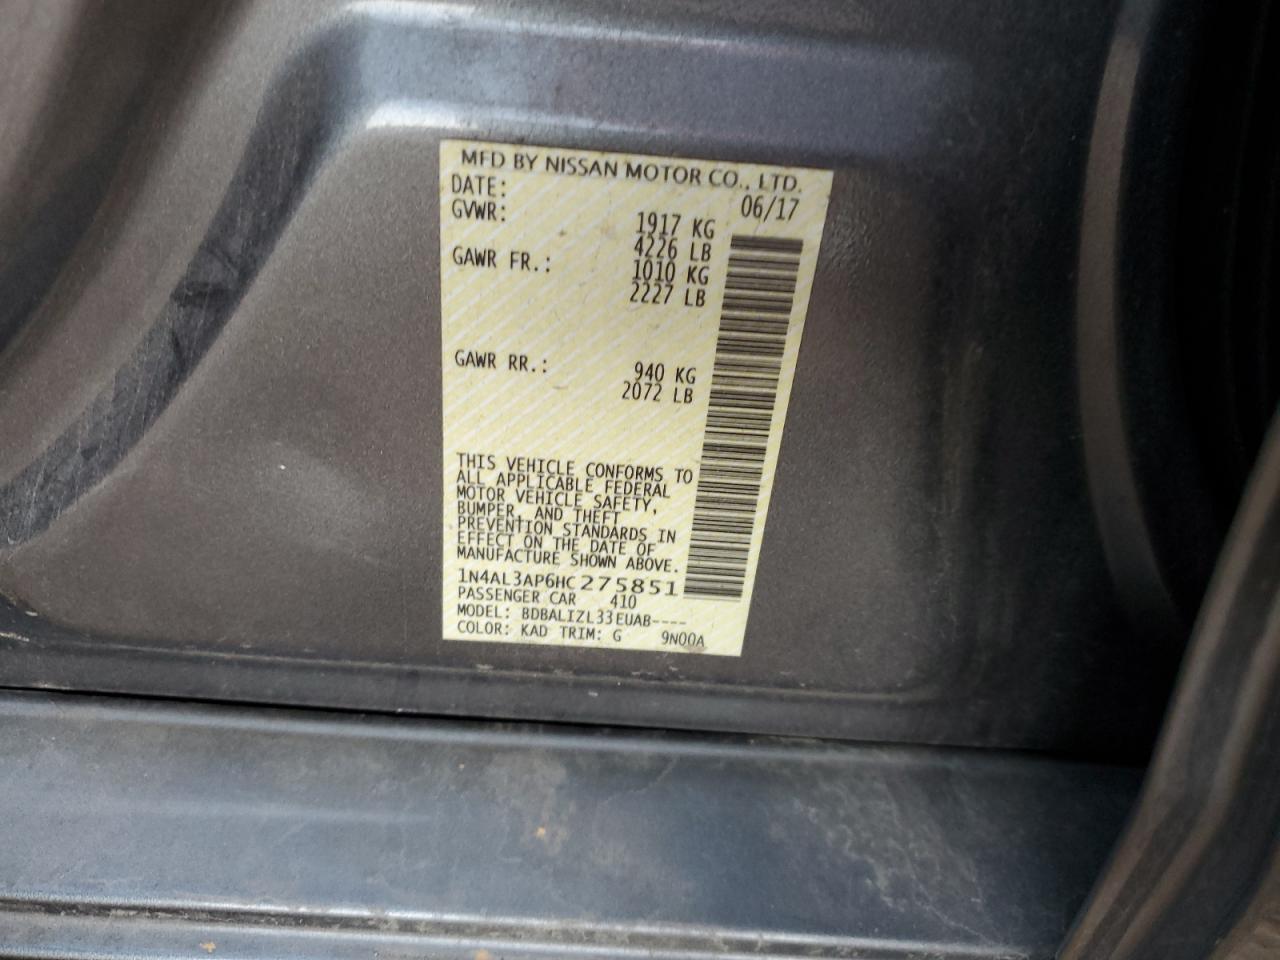 MFD BY NISSAN MOTOR CO., LTD.
DATE: 06/17
GVWR: 1917 KG
4226 LB
GAWR FR.: 1010 KG
2227 LB
GAWR RR.: 940 KG
2072 LB
THIS VEHICLE CONFORMS TO
ALL APPLICABLE FEDERAL
MOTOR VEHICLE SAFETY,
BUMPER, AND THEFT
PREVENTION STANDARDS IN
EFFECT ON THE DATE OF
MANUFACTURE SHOWN ABOVE.
1N4AL3AP6HC275851
PASSENGER CAR 410
MODEL: BDBALIZL33EUAB----
COLOR: KAD TRIM: G 9N00A